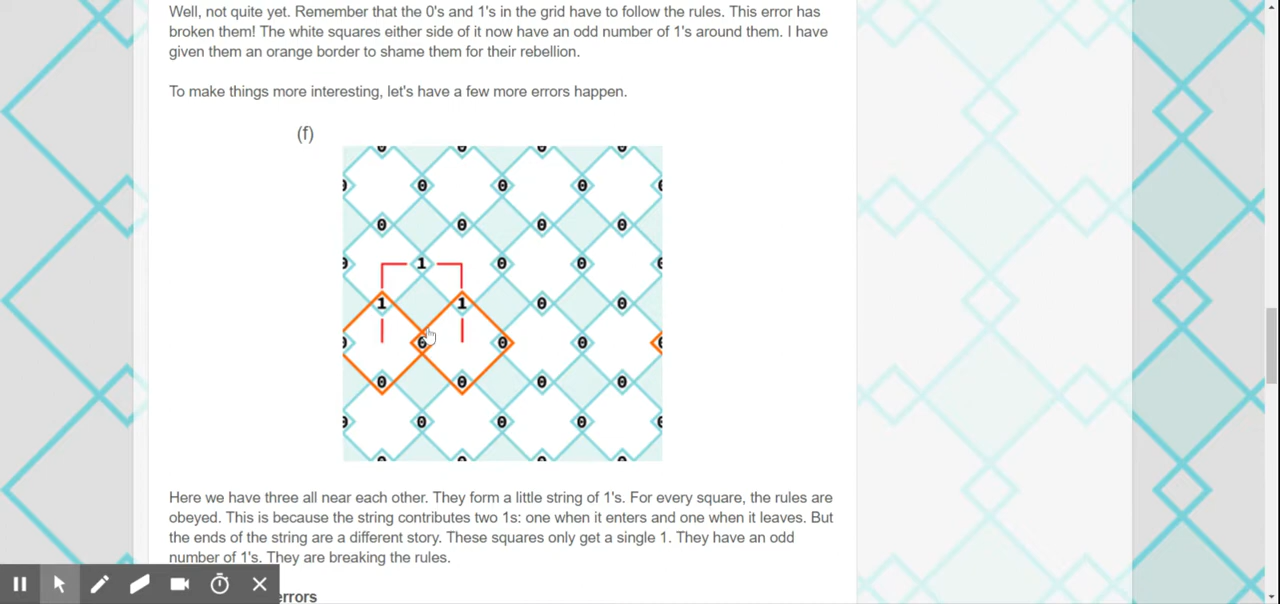 Well, not quite yet. Remember that the 0's and 1's in the grid have to follow the rules. This error has
broken them! The white squares either side of it now have an odd number of 1's around them. I have
given them an orange border to shame them for their rebellion.
To make things more interesting, let's have a few more errors happen.
(f)
0 0 0 0
0 0 0 0 0
0 0 0 0
0 1 0 0 0
1 1 0 0
0 0 0 0
0 0 0 0
0 0 0 0 0
Here we have three all near each other. They form a little string of 1's. For every square, the rules are
obeyed. This is because the string contributes two 1s: one when it enters and one when it leaves. But
the ends of the string are a different story. These squares only get a single 1. They have an odd
number of 1's. They are breaking the rules.
errors